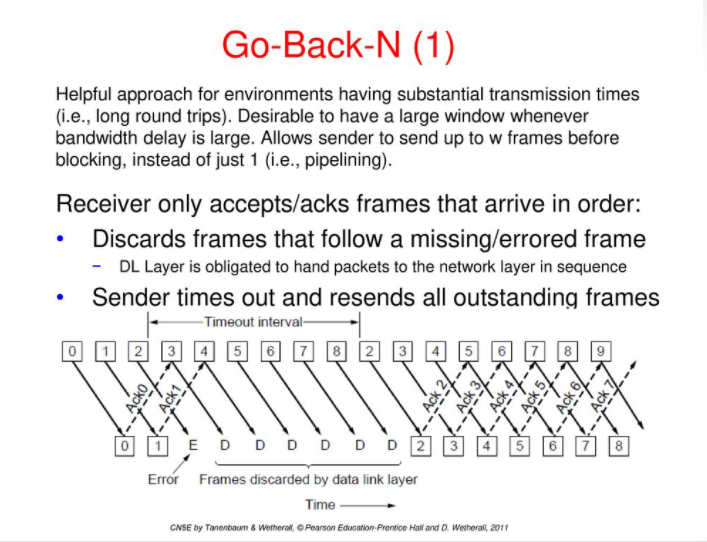 Go-Back-N (1)
Helpful approach for environments having substantial transmission times
(i.e., long round trips). Desirable to have a large window whenever
bandwidth delay is large. Allows sender to send up to w frames before
blocking, instead of just 1 (i.e., pipelining).
Receiver only accepts/acks frames that arrive in order:
• Discards frames that follow a missing/errored frame
– DL Layer is obligated to hand packets to the network layer in sequence
• Sender times out and resends all outstanding frames
Timeout interval
0 1 2 3 4 5 6 7 8 2 3 4 5 6 7 8 9
Ack0 Ack1 Ack 2 Ack 3 Ack 4 Ack 5 Ack 6 Ack 7
0 1 E D D D D D D 2 3 4 5 6 7 8
Error Frames discarded by data link layer
Time
CN5E by Tanenbaum & Wetherall, © Pearson Education-Prentice Hall and D. Wetherall, 2011